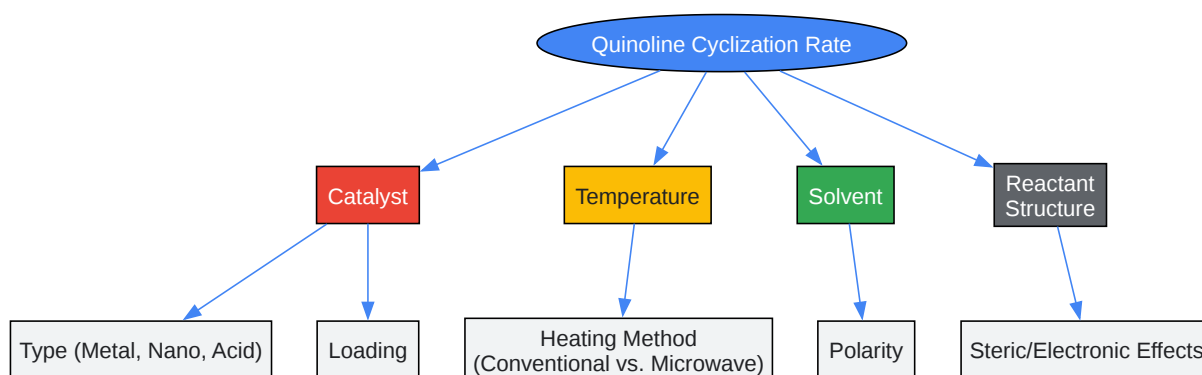 Quinoline Cyclization Rate
Catalyst
Temperature
Solvent
Reactant
Structure
Type (Metal, Nano, Acid)
Loading
Heating Method
(Conventional vs. Microwave)
Polarity
Steric/Electronic Effects